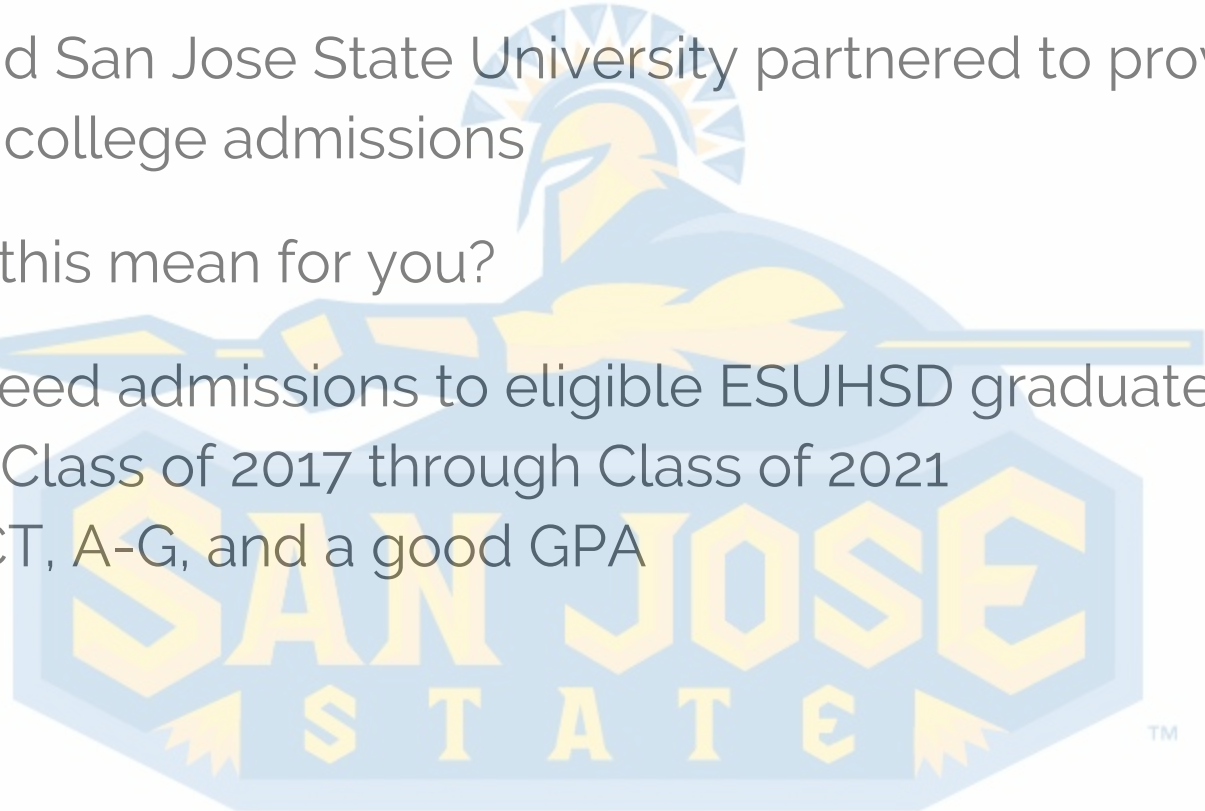 d San Jose State University partnered to prov
college admissions
this mean for you?
eed admissions to eligible ESUHSD graduate
Class of 2017 through Class of 2021
CT, A-G, and a good GPA
SAN JOSE
STATE
TM